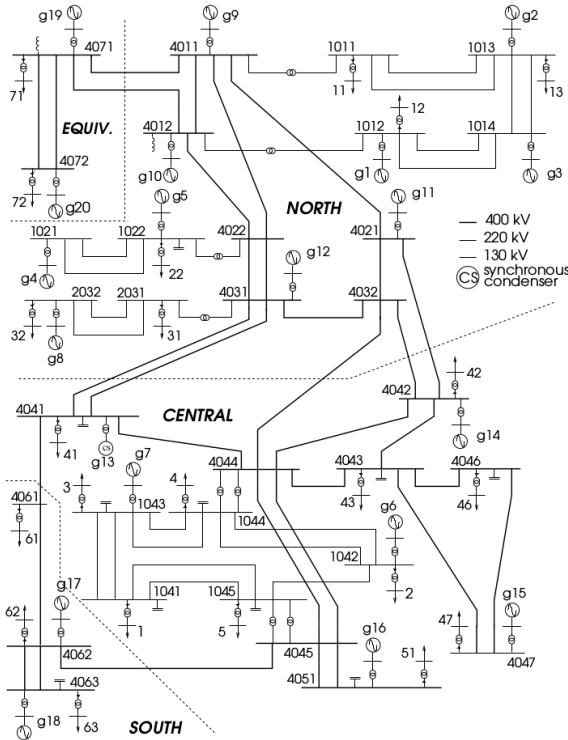 g19 g9 g2
4071 4011 1011 1013
71 11 13
EQUIV. 4012 12 1012 1014
4072 g10 g1 g3
72 g20 g5 NORTH g11
1021 1022 4022 g12 4021
g4 22
400 kV
220 kV
130 kV
CS synchronous
condenser
2032 2031 4031 4032
32 g8 31
42
4041 CENTRAL 4042
41 CS g13 g7 g14
3 4 4044 4043 4046
1043 43 46
4061 1044 g6
61 1042
g17 1041 1045 2 g15
62 1 5 g16 47
4062 4045 51 4047
4063 4051
g18 63 SOUTH